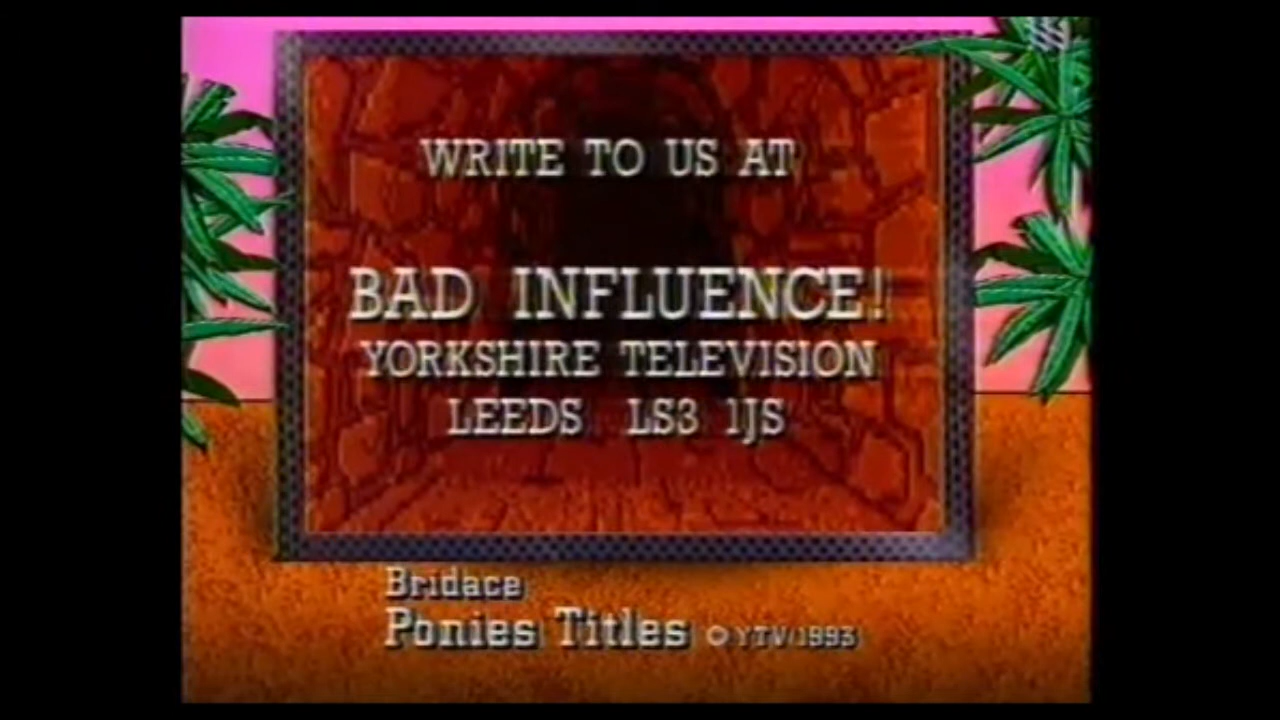 WRITE TO US AT
BAD INFLUENCE!
YORKSHIRE TELEVISION
LEEDS LS3 1JS
Bridace
Ponies Titles © YTV 1993